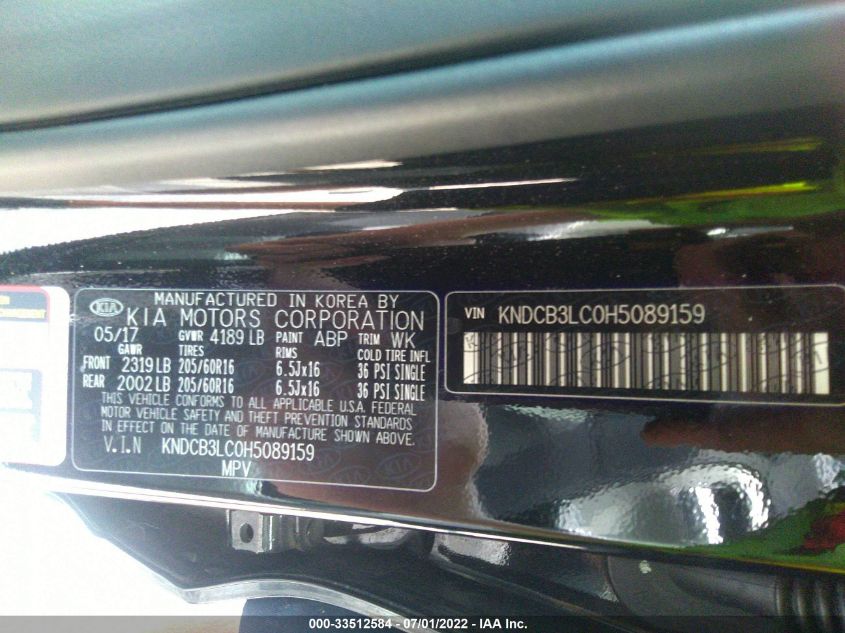 KIA
MANUFACTURED IN KOREA BY
KIA MOTORS CORPORATION
05/17 GVWR 4189 LB PAINT ABP TRIM WK
GAWR TIRES RIMS COLD TIRE INFL
FRONT 2319 LB 205/60R16 6.5Jx16 36 PSI SINGLE
REAR 2002 LB 205/60R16 6.5Jx16 36 PSI SINGLE
THIS VEHICLE CONFORMS TO ALL APPLICABLE U.S.A. FEDERAL
MOTOR VEHICLE SAFETY AND THEFT PREVENTION STANDARDS
IN EFFECT ON THE DATE OF MANUFACTURE SHOWN ABOVE.
V.I.N KNDCB3LC0H5089159
MPV
VIN KNDCB3LC0H5089159
000-33512584 - 07/01/2022 - IAA Inc.